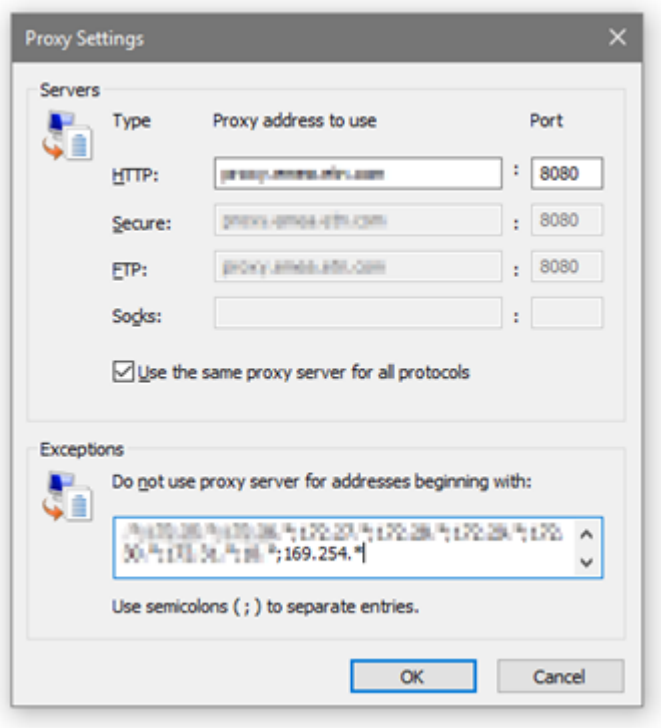 Proxy Settings
Servers
Type Proxy address to use Port
HTTP: : 8080
Secure: : 8080
FTP: : 8080
Socks: :
Use the same proxy server for all protocols
Exceptions
Do not use proxy server for addresses beginning with:
;169.254.*
Use semicolons ( ; ) to separate entries.
OK Cancel